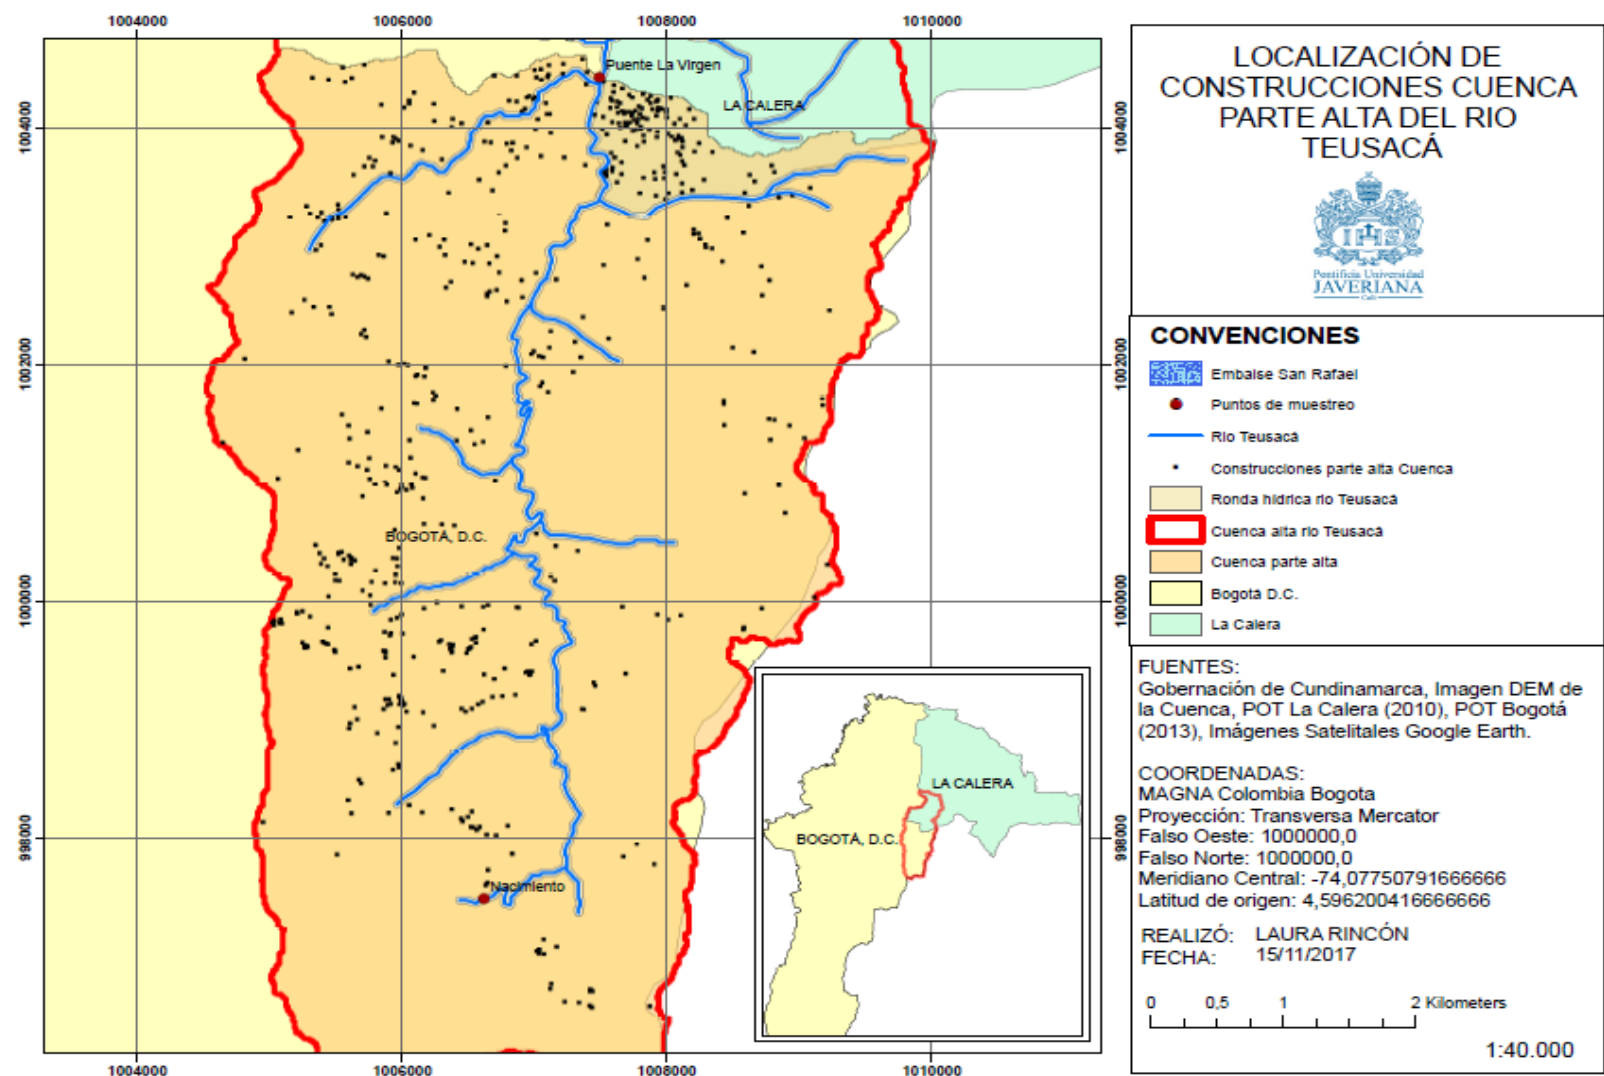 1004000
1006000
1008000
1010000
1004000
1002000
1000000
998000
Puente La Virgen
LA CALERA
BOGOTÁ, D.C.
Nacimiento
1004000
1002000
1000000
998000
LA CALERA
BOGOTÁ, D.C.
1004000
1006000
1008000
1010000
LOCALIZACIÓN DE
CONSTRUCCIONES CUENCA
PARTE ALTA DEL RIO
TEUSACÁ
IHS
Pontificia Universidad
JAVERIANA
Cali
CONVENCIONES
Embalse San Rafael
Puntos de muestreo
Río Teusacá
Construcciones parte alta Cuenca
Ronda hídrica río Teusacá
Cuenca alta río Teusacá
Cuenca parte alta
Bogotá D.C.
La Calera
FUENTES:
Gobernación de Cundinamarca, Imagen DEM de
la Cuenca, POT La Calera (2010), POT Bogotá
(2013), Imágenes Satelitales Google Earth.
COORDENADAS:
MAGNA Colombia Bogota
Proyección: Transversa Mercator
Falso Oeste: 1000000,0
Falso Norte: 1000000,0
Meridiano Central: -74,07750791666666
Latitud de origen: 4,596200416666666
REALIZÓ: LAURA RINCÓN
FECHA: 15/11/2017
0 0,5 1 2 Kilometers
1:40.000